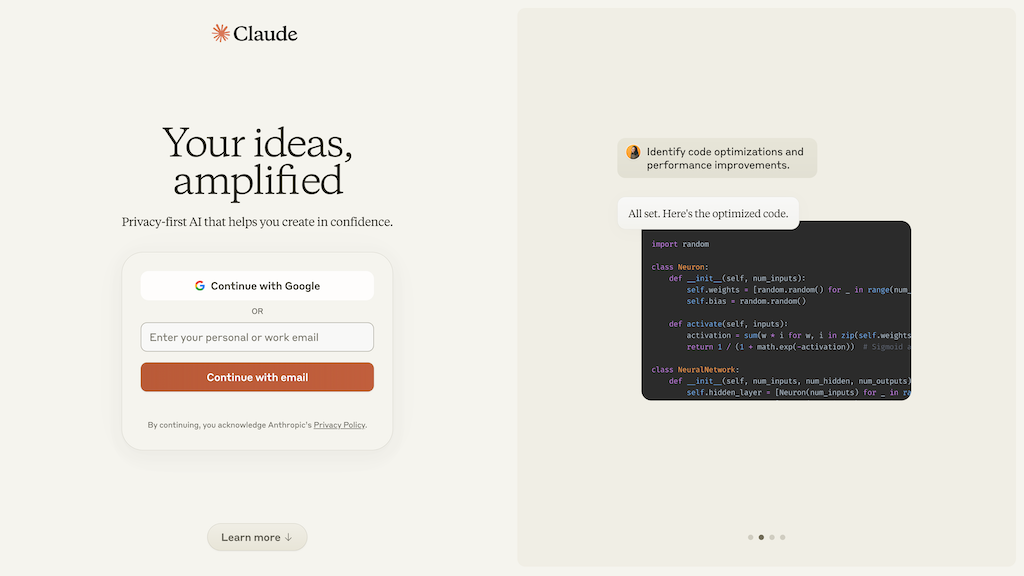 Claude
Your ideas,
amplified
Privacy-first AI that helps you create in confidence.
Continue with Google
OR
Enter your personal or work email
Continue with email
By continuing, you acknowledge Anthropic's Privacy Policy.
Learn more ↓
Identify code optimizations and
performance improvements.
All set. Here's the optimized code.
import random
class Neuron:
    def __init__(self, num_inputs):
        self.weights = [random.random() for _ in range(num_
        self.bias = random.random()
    def activate(self, inputs):
        activation = sum(w * i for w, i in zip(self.weights
        return 1 / (1 + math.exp(-activation))  # Sigmoid a
class NeuralNetwork:
    def __init__(self, num_inputs, num_hidden, num_outputs)
        self.hidden_layer = [Neuron(num_inputs) for _ in ra